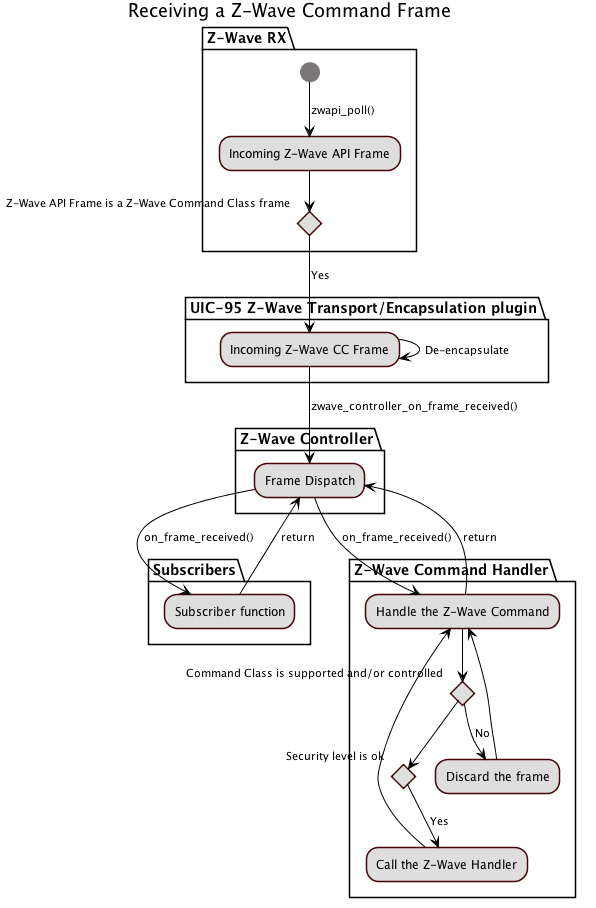 Receiving a Z-Wave Command Frame
Z-Wave RX
zwapi_poll()
Incoming Z-Wave API Frame
Z-Wave API Frame is a Z-Wave Command Class frame
Yes
UIC-95 Z-Wave Transport/Encapsulation plugin
Incoming Z-Wave CC Frame
De-encapsulate
zwave_controller_on_frame_received()
Z-Wave Controller
Frame Dispatch
on_frame_received()
return
on_frame_received()
return
Subscribers
Z-Wave Command Handler
Subscriber function
Handle the Z-Wave Command
Command Class is supported and/or controlled
No
Security level is ok
Discard the frame
Yes
Call the Z-Wave Handler